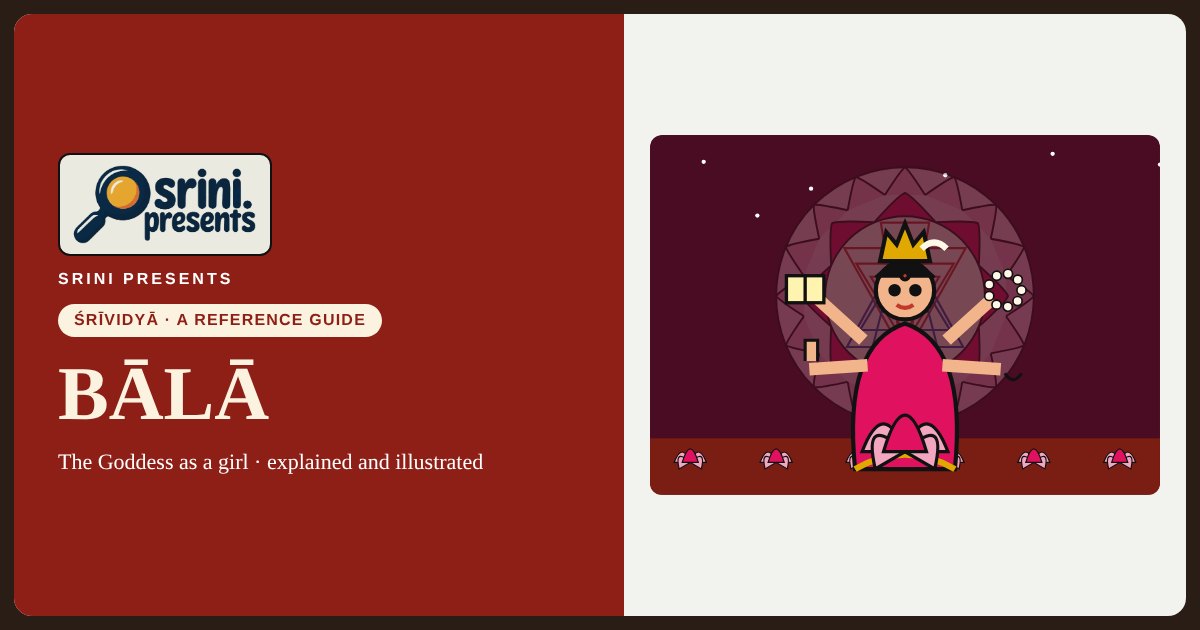 srini.
presents
SRINI PRESENTS
ŚRĪVIDYĀ · A REFERENCE GUIDE
BĀLĀ
The Goddess as a girl · explained and illustrated